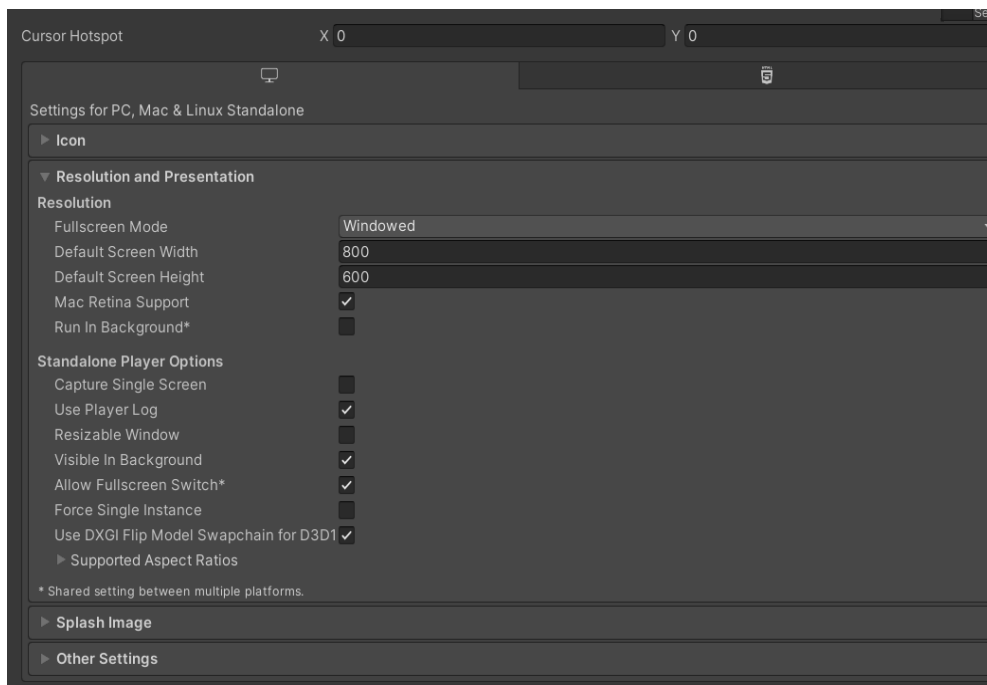 Se
Cursor Hotspot X 0 Y 0
Settings for PC, Mac & Linux Standalone
Icon
Resolution and Presentation
Resolution
Fullscreen Mode Windowed
Default Screen Width 800
Default Screen Height 600
Mac Retina Support
Run In Background*
Standalone Player Options
Capture Single Screen
Use Player Log
Resizable Window
Visible In Background
Allow Fullscreen Switch*
Force Single Instance
Use DXGI Flip Model Swapchain for D3D1
Supported Aspect Ratios
* Shared setting between multiple platforms.
Splash Image
Other Settings